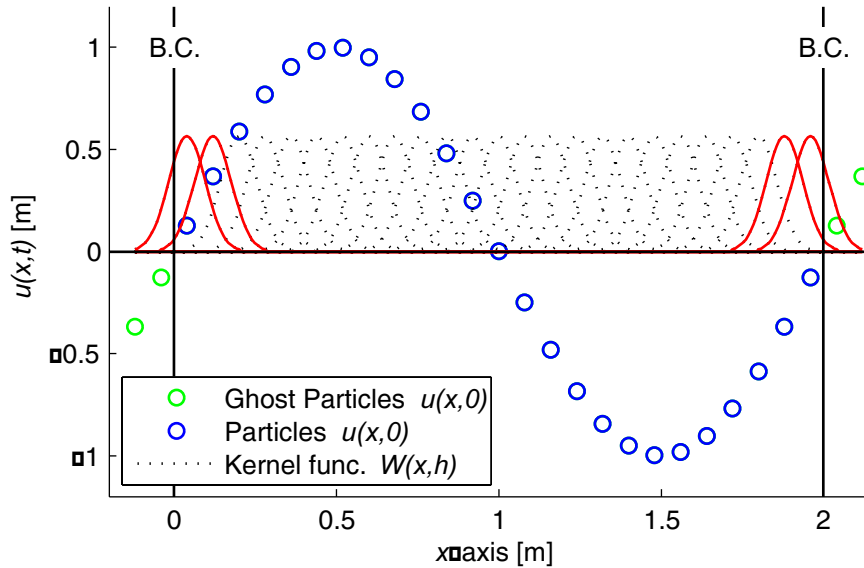 1
B.C.
B.C.
0.5
0
▯0.5
▯1
u(x,t) [m]
Ghost Particles u(x,0)
Particles u(x,0)
Kernel func. W(x,h)
0
0.5
1
1.5
2
x▯axis [m]